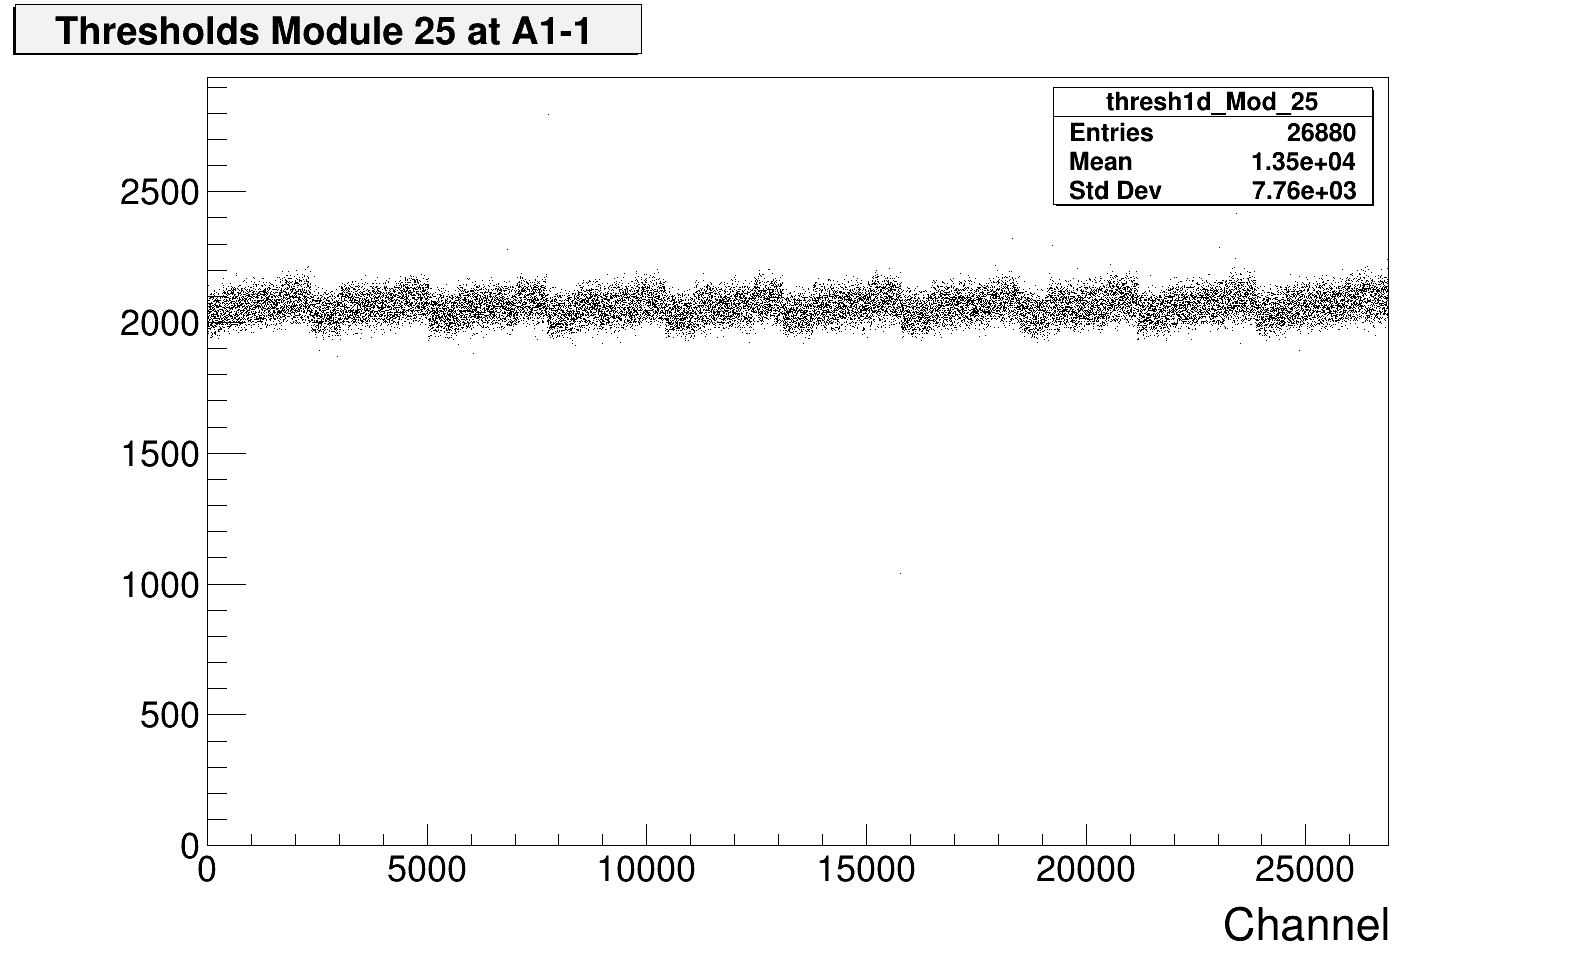 Thresholds Module 25 at A1-1
thresh1d_Mod_25
Entries 26880
Mean 1.35e+04
Std Dev 7.76e+03
2500
2000
1500
1000
500
0
0 5000 10000 15000 20000 25000
Channel